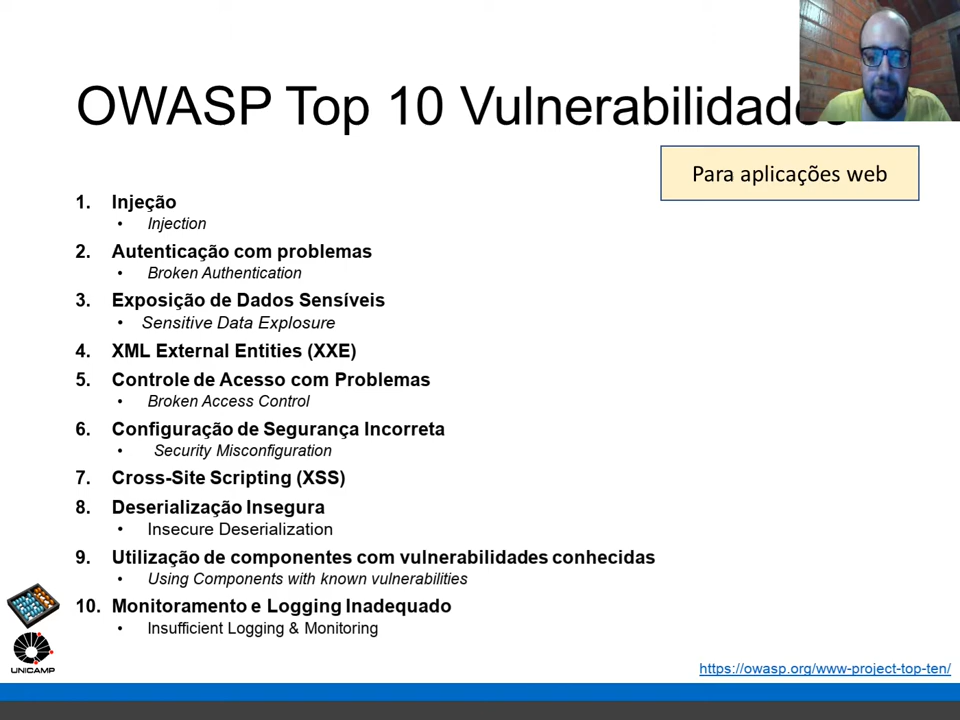 OWASP Top 10 Vulnerabilidades
Para aplicações web
1. Injeção
• Injection
2. Autenticação com problemas
• Broken Authentication
3. Exposição de Dados Sensíveis
• Sensitive Data Explosure
4. XML External Entities (XXE)
5. Controle de Acesso com Problemas
• Broken Access Control
6. Configuração de Segurança Incorreta
• Security Misconfiguration
7. Cross-Site Scripting (XSS)
8. Deserialização Insegura
• Insecure Deserialization
9. Utilização de componentes com vulnerabilidades conhecidas
• Using Components with known vulnerabilities
10. Monitoramento e Logging Inadequado
• Insufficient Logging & Monitoring
UNICAMP
https://owasp.org/www-project-top-ten/